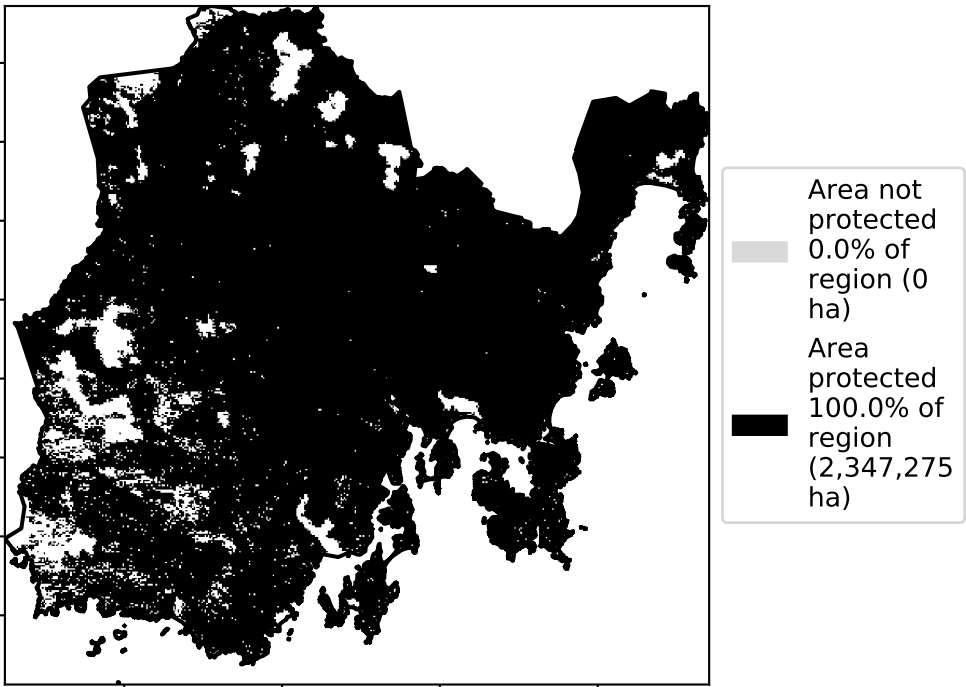 Area not
protected
0.0% of
region (0
ha)
Area
protected
100.0% of
region
(2,347,275
ha)